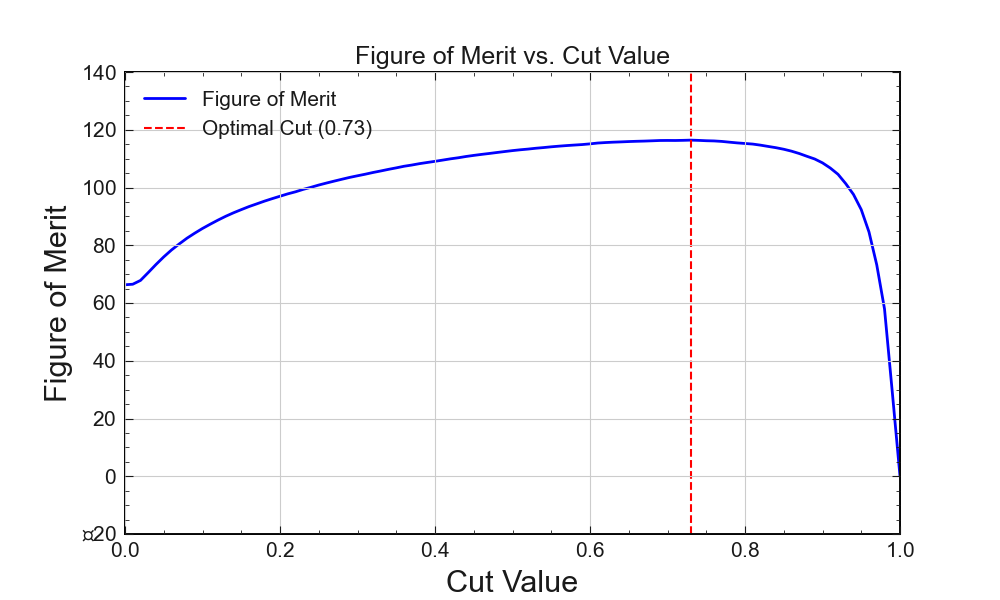 Figure of Merit vs. Cut Value
140
120
100
80
60
40
20
0
¤20
Figure of Merit
Figure of Merit
Optimal Cut (0.73)
0.0 0.2 0.4 0.6 0.8 1.0
Cut Value